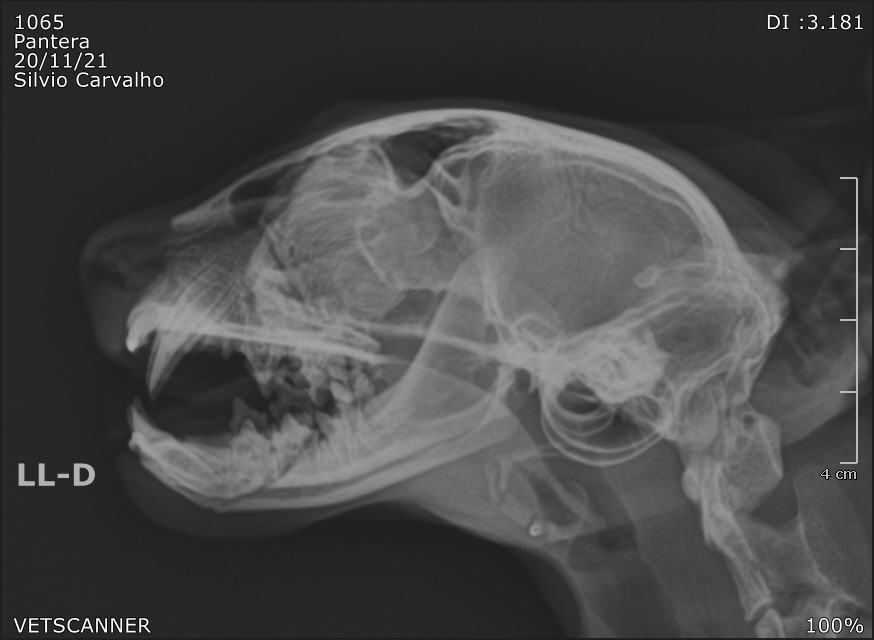 1065
Pantera
20/11/21
Silvio Carvalho
DI :3.181
LL-D
4 cm
VETSCANNER
100%